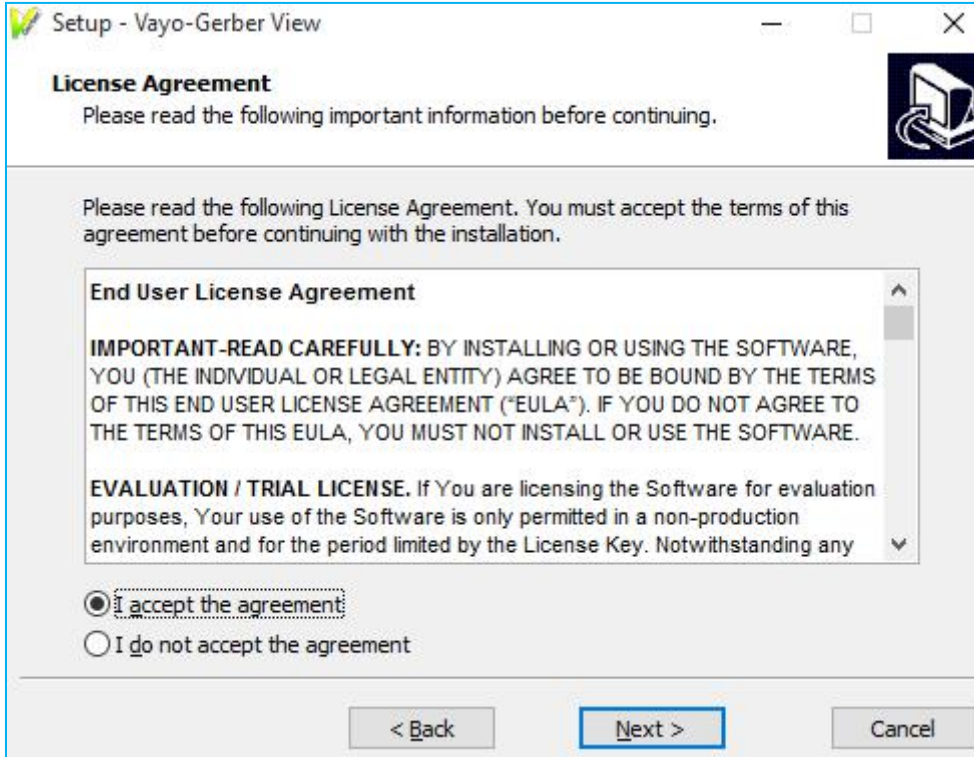 Setup - Vayo-Gerber View
License Agreement
Please read the following important information before continuing.
Please read the following License Agreement. You must accept the terms of this
agreement before continuing with the installation.
End User License Agreement
IMPORTANT-READ CAREFULLY: BY INSTALLING OR USING THE SOFTWARE,
YOU (THE INDIVIDUAL OR LEGAL ENTITY) AGREE TO BE BOUND BY THE TERMS
OF THIS END USER LICENSE AGREEMENT (“EULA”). IF YOU DO NOT AGREE TO
THE TERMS OF THIS EULA, YOU MUST NOT INSTALL OR USE THE SOFTWARE.
EVALUATION / TRIAL LICENSE. If You are licensing the Software for evaluation
purposes, Your use of the Software is only permitted in a non-production
environment and for the period limited by the License Key. Notwithstanding any
I accept the agreement
I do not accept the agreement
< Back Next > Cancel